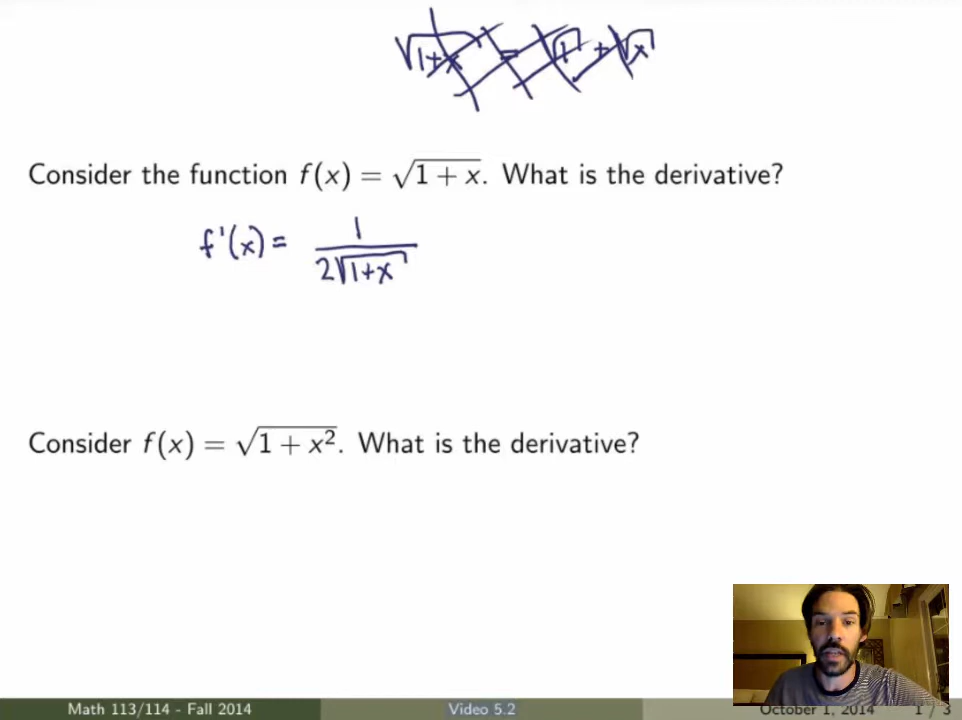 √1+x = √1 + √x
Consider the function f(x) = √1 + x. What is the derivative?
f'(x) = 1/2√1+x
Consider f(x) = √1 + x². What is the derivative?
Math 113/114 - Fall 2014 Video 5.2 October 1, 2014 1 / 3